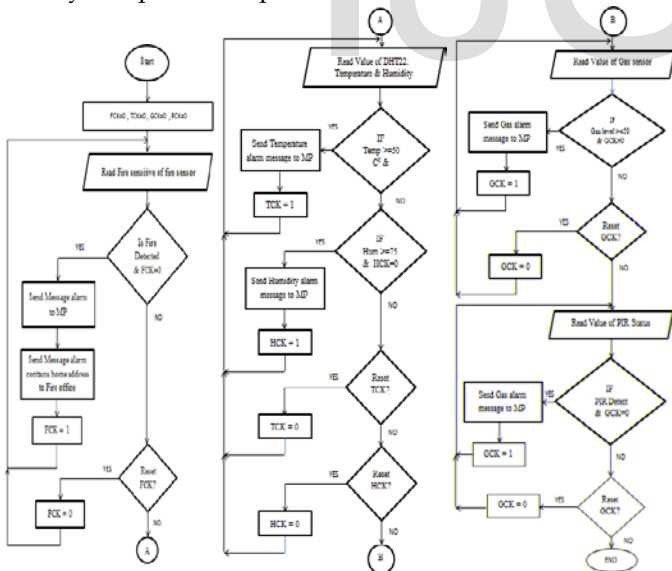 Start
FCK=0 , TCK=0, GCK=0 , PCK=0
Read Fire sensitive of fire sensor
Is Fire
Detected
& FCK=0
YES
NO
Send Message alarm
to MP
Send Message alarm
contains home address
to Fire office
FCK = 1
Reset
FCK?
YES
NO
FCK = 0
A
A
Read Value of DHT22:
Temperature & Humidity
IF
Temp >=50
C⁰ &
YES
NO
Send Temperature
alarm message to MP
TCK = 1
IF
Hum >=75
& HCK=0
YES
NO
Send Humidity alarm
message to MP
HCK = 1
Reset
TCK?
YES
NO
TCK = 0
Reset
HCK?
YES
NO
HCK = 0
B
B
Read Value of Gas sensor
IF
Gas level >=50
& GCK=0
YES
NO
Send Gas alarm
message to MP
GCK = 1
Reset
GCK?
YES
NO
GCK = 0
Read Value of PIR Status
IF
PIR Detect
& GCK=0
YES
NO
Send Gas alarm
message to MP
GCK = 1
Reset
GCK?
YES
NO
GCK = 0
END